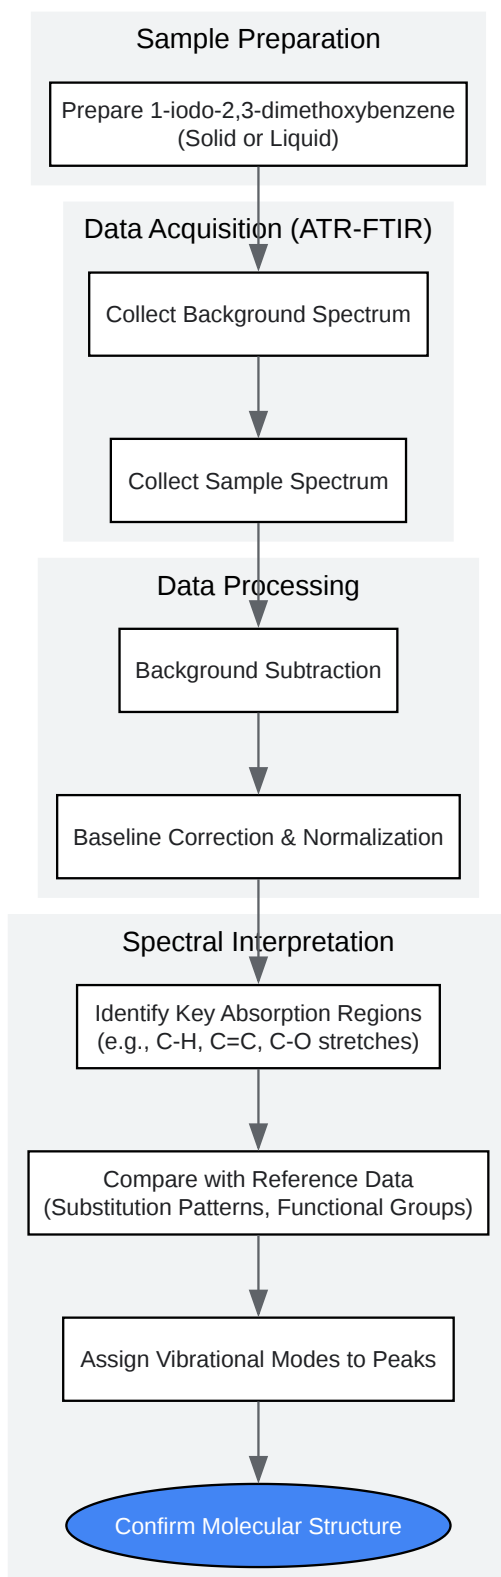 Sample Preparation
Prepare 1-iodo-2,3-dimethoxybenzene
(Solid or Liquid)
Data Acquisition (ATR-FTIR)
Collect Background Spectrum
Collect Sample Spectrum
Data Processing
Background Subtraction
Baseline Correction & Normalization
Spectral Interpretation
Identify Key Absorption Regions
(e.g., C-H, C=C, C-O stretches)
Compare with Reference Data
(Substitution Patterns, Functional Groups)
Assign Vibrational Modes to Peaks
Confirm Molecular Structure